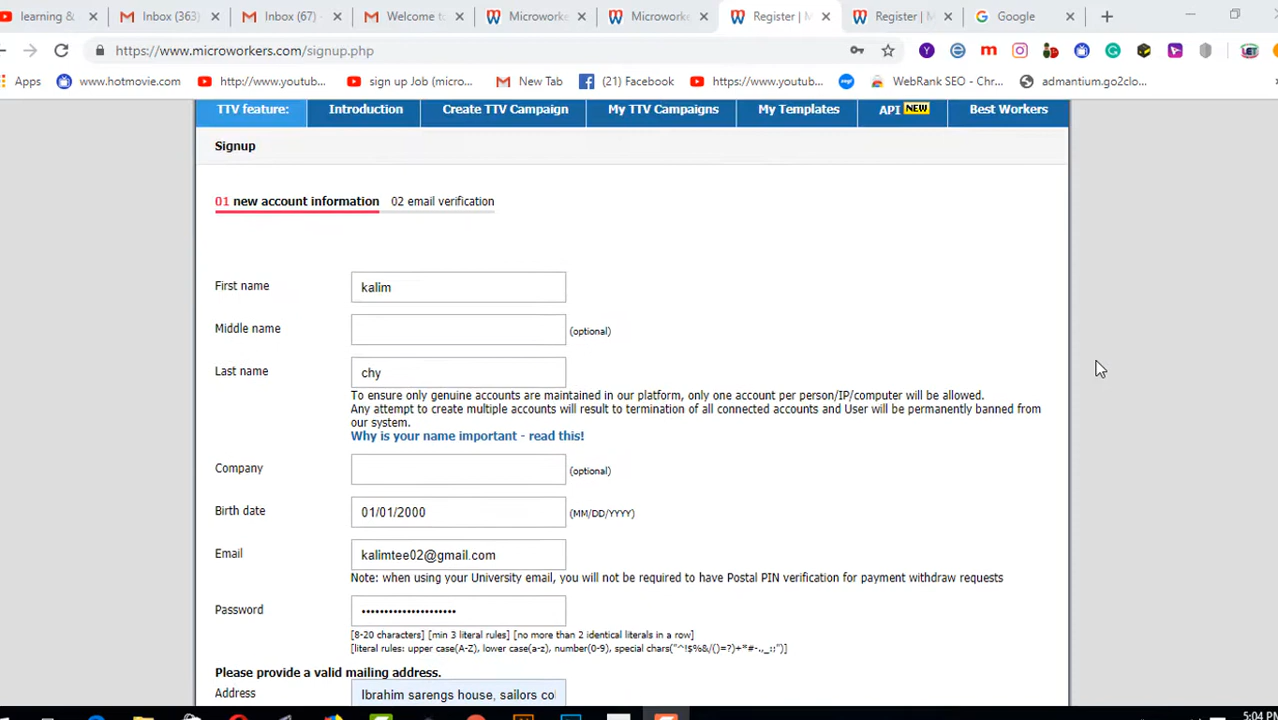 learning &
Inbox (363)
Inbox (67) -
Welcome to
Microworke
Microworke
Register | M
Register | M
Google
https://www.microworkers.com/signup.php
Apps
www.hotmovie.com
http://www.youtub...
sign up Job (micro...
New Tab
(21) Facebook
https://www.youtub...
WebRank SEO - Chr...
admantium.go2clo...
TTV feature:
Introduction
Create TTV Campaign
My TTV Campaigns
My Templates
API NEW
Best Workers
Signup
01 new account information
02 email verification
First name
kalim
Middle name
(optional)
Last name
chy
To ensure only genuine accounts are maintained in our platform, only one account per person/IP/computer will be allowed.
Any attempt to create multiple accounts will result to termination of all connected accounts and User will be permanently banned from
our system.
Why is your name important - read this!
Company
(optional)
Birth date
01/01/2000
(MM/DD/YYYY)
Email
kalimtee02@gmail.com
Note: when using your University email, you will not be required to have Postal PIN verification for payment withdraw requests
Password
[8-20 characters] [min 3 literal rules] [no more than 2 identical literals in a row]
[literal rules: upper case(A-Z), lower case(a-z), number(0-9), special chars("^!$%&/()=?)+*#-.,_:;")]
Please provide a valid mailing address.
Address
Ibrahim sarengs house, sailors co
5:04 PM